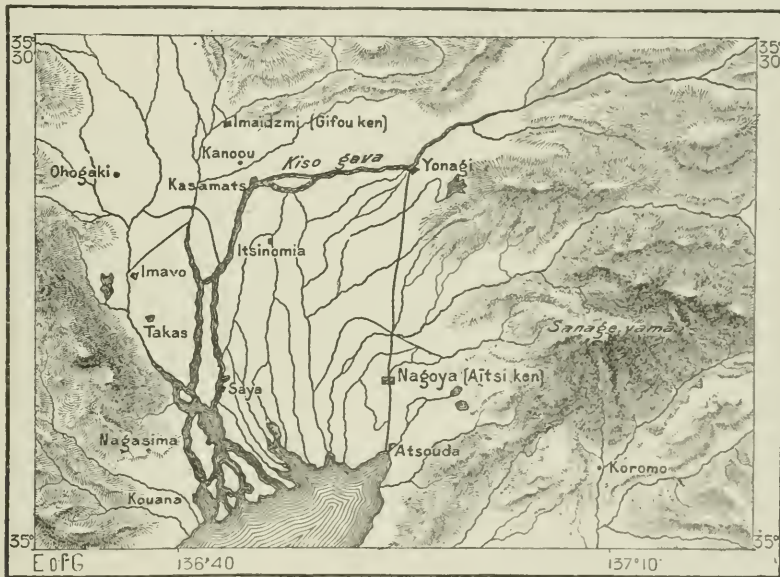 35°
30'
35°
30'
Imaidzmi (Gifou ken)
Kanoou
Ohogaki
Kiso gava
Yonagi
Kasamats
Itsinomia
Imavo
Takas
Sanage yama
Saya
Nagoya (Aïtsi ken)
Nagasima
Atsouda
Koromo
Kouana
35°
35°
E of G
136°40
137°10'